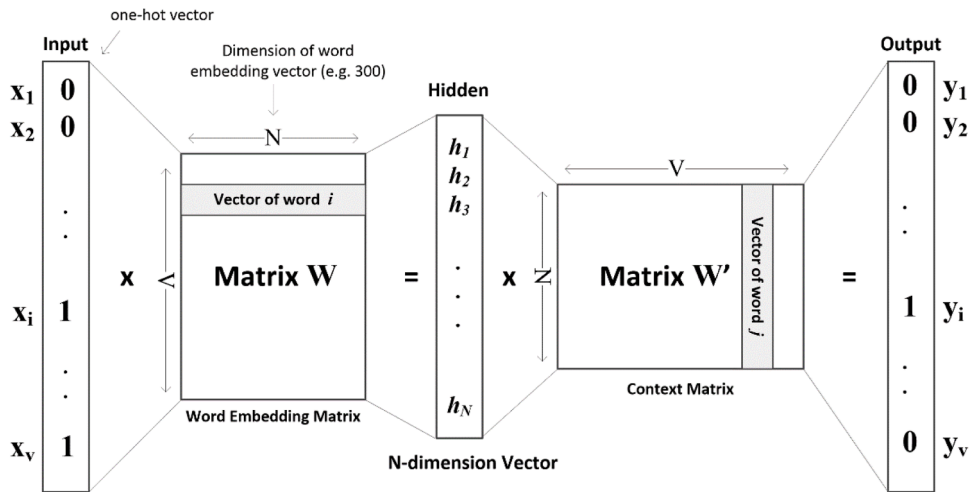 one-hot vector
Input
Dimension of word
embedding vector (e.g. 300)
Hidden
Output
x₁ 0
x₂ 0
.
.
xᵢ 1
.
.
xᵥ 1
x
N
V
Vector of word i
Matrix W
Word Embedding Matrix
=
h₁
h₂
h₃
.
.
.
h_N
N-dimension Vector
x
V
N
Matrix W'
Vector of word j
Context Matrix
=
0 y₁
0 y₂
.
.
1 yᵢ
.
.
0 yᵥ